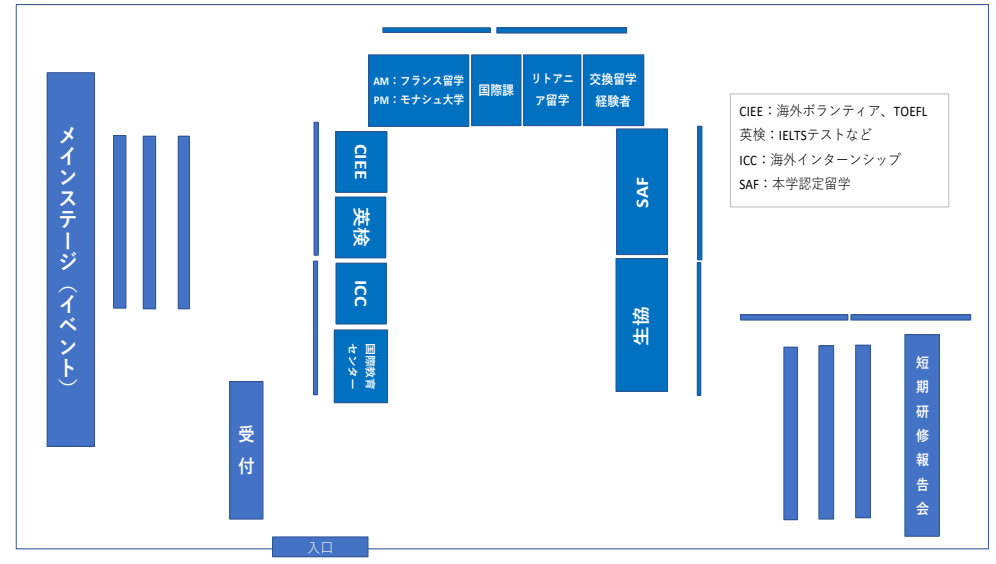 AM：フランス留学
PM：モナシュ大学
国際課
リトアニ
ア留学
交換留学
経験者
CIEE：海外ボランティア、TOEFL
英検：IELTSテストなど
ICC：海外インターンシップ
SAF：本学認定留学
メインステージ（イベント）
CIEE
英検
ICC
国際教育
センター
SAF
生協
短期研修報告会
受付
入口